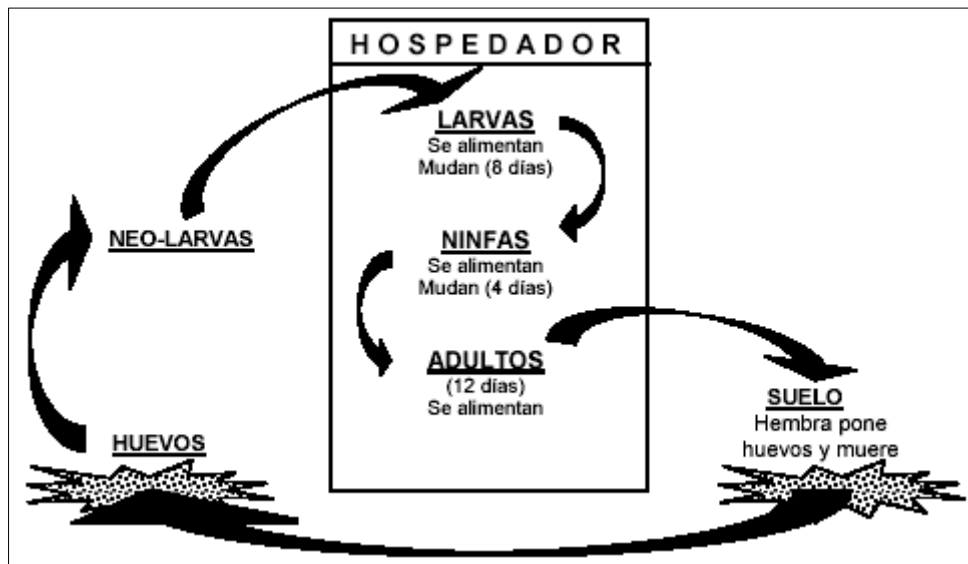 HOSPEDADOR
LARVAS
Se alimentan
Mudan (8 días)
NEO-LARVAS
NINFAS
Se alimentan
Mudan (4 días)
ADULTOS
(12 días)
Se alimentan
SUELO
Hembra pone
huevos y muere
HUEVOS